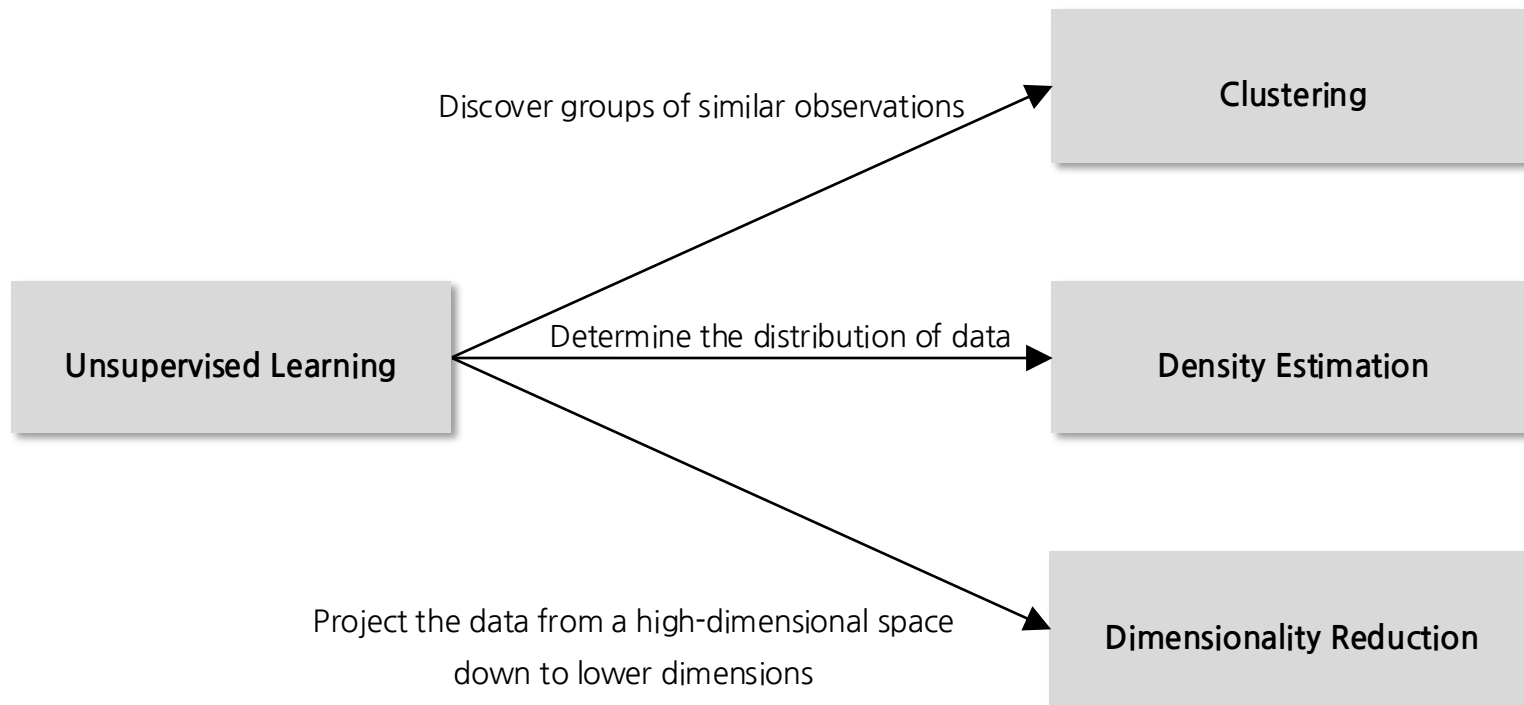 Discover groups of similar observations
Clustering
Unsupervised Learning
Determine the distribution of data
Density Estimation
Project the data from a high-dimensional space
down to lower dimensions
Dimensionality Reduction